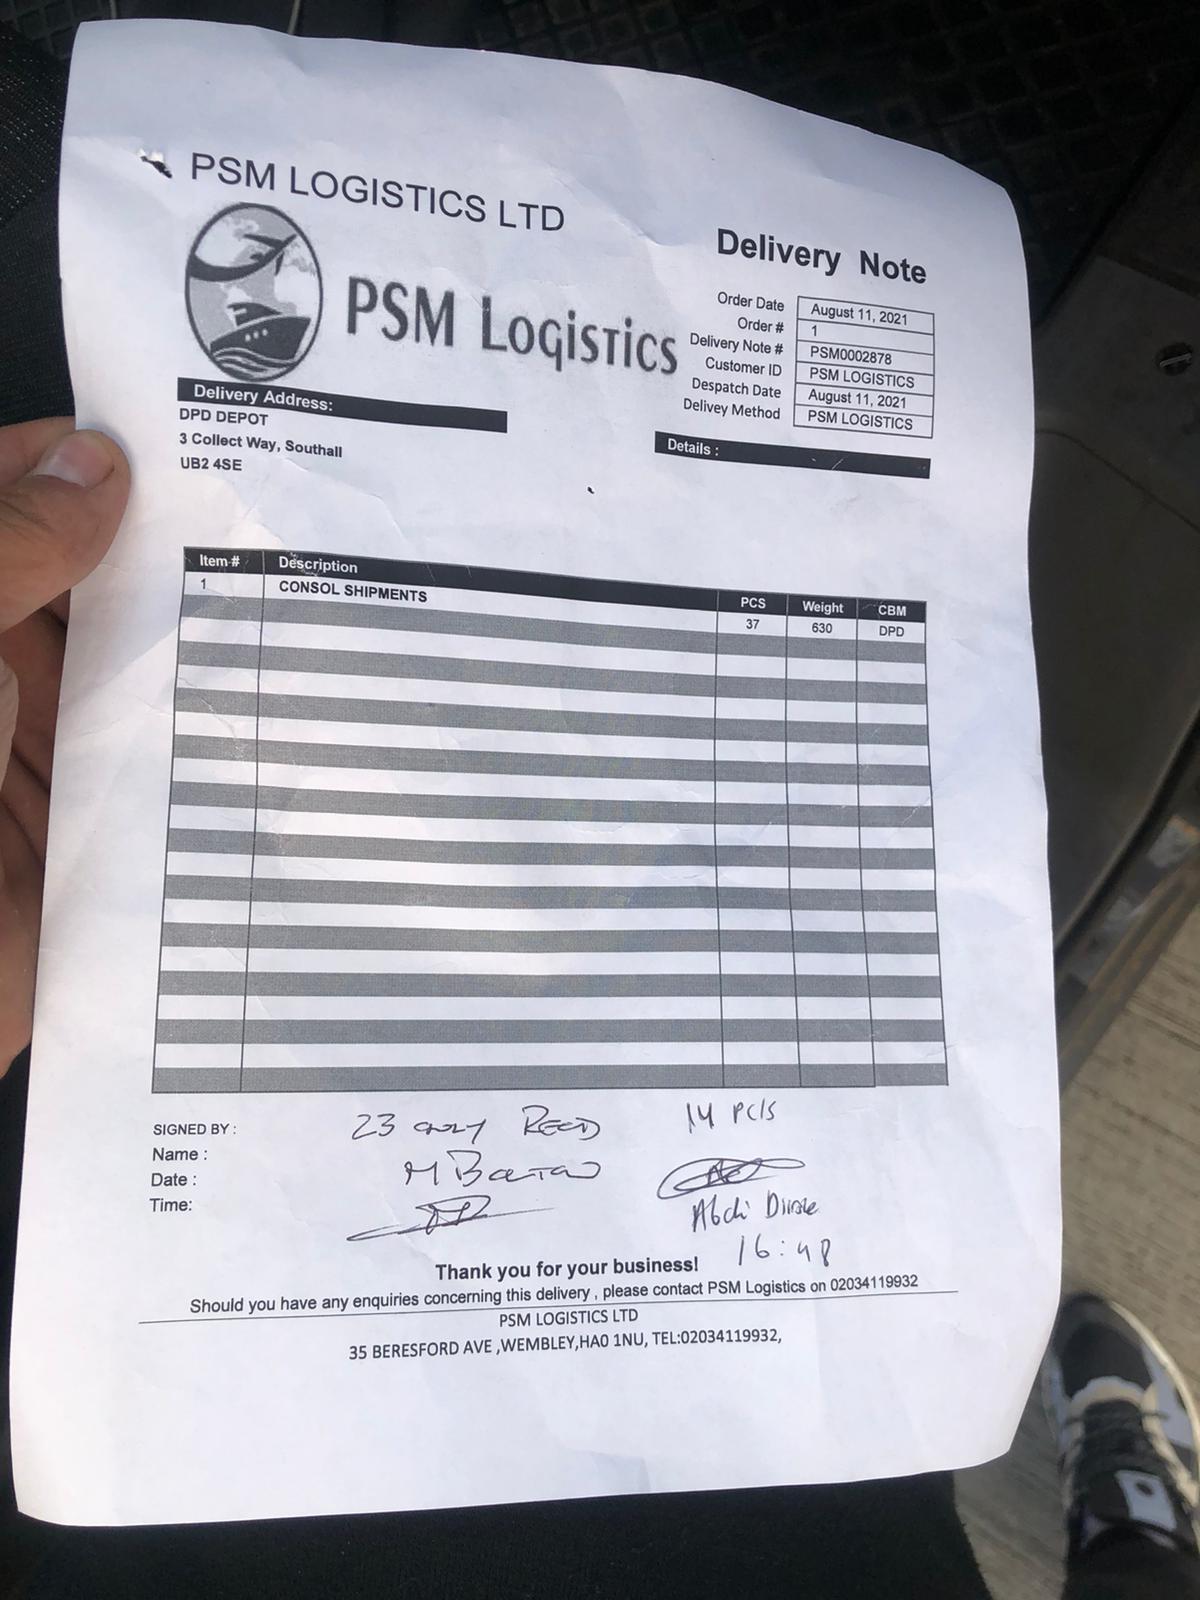 PSM LOGISTICS LTD
PSM Logistics
Delivery Note
Order Date August 11, 2021
Order # 1
Delivery Note # PSM0002878
Customer ID PSM LOGISTICS
Despatch Date August 11, 2021
Delivey Method PSM LOGISTICS
Delivery Address:
DPD DEPOT
3 Collect Way, Southall
UB2 4SE
Details :
Item # Description PCS Weight CBM
1 CONSOL SHIPMENTS 37 630 DPD
SIGNED BY :
Name :
Date :
Time:
23 only RECD
M
14 PCS
Abdi
16:48
Thank you for your business!
Should you have any enquiries concerning this delivery , please contact PSM Logistics on 02034119932
PSM LOGISTICS LTD
35 BERESFORD AVE ,WEMBLEY,HA0 1NU, TEL:02034119932,